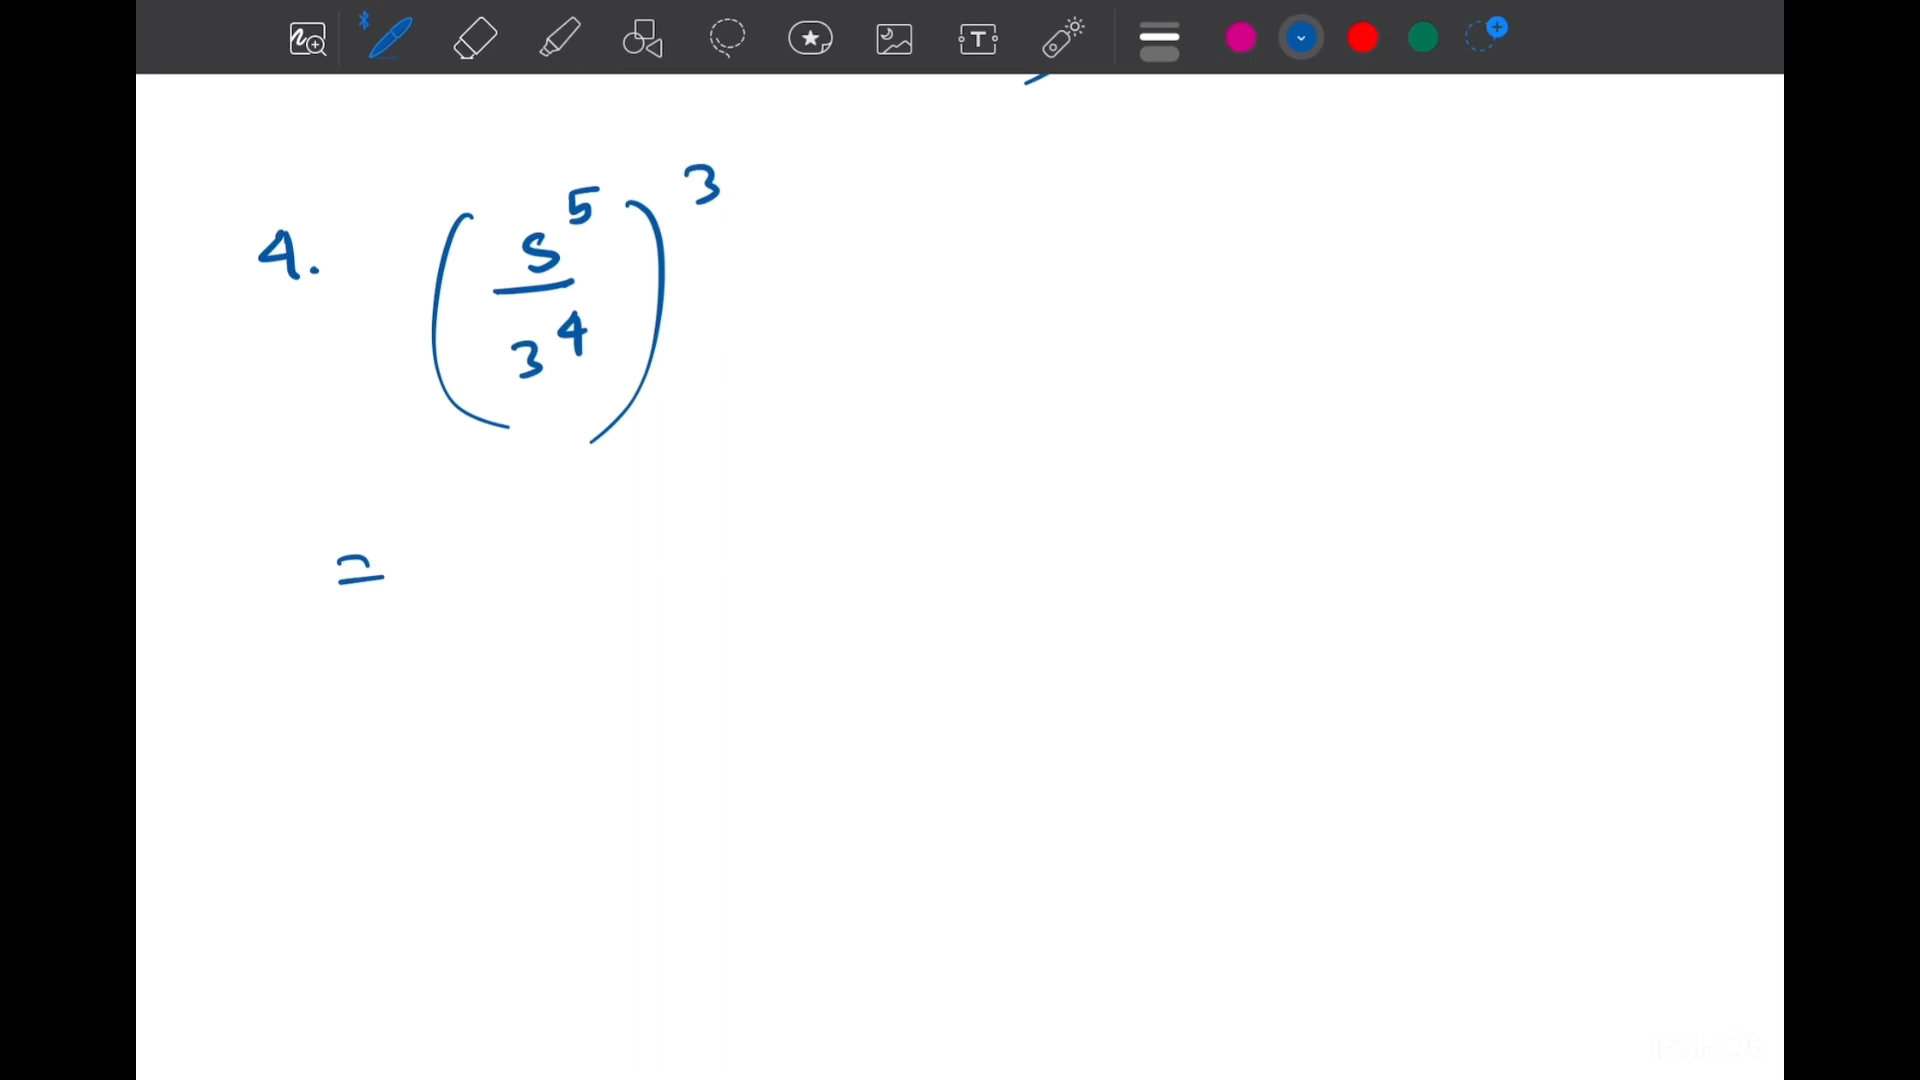 4. (s^5/3^4)^3
=